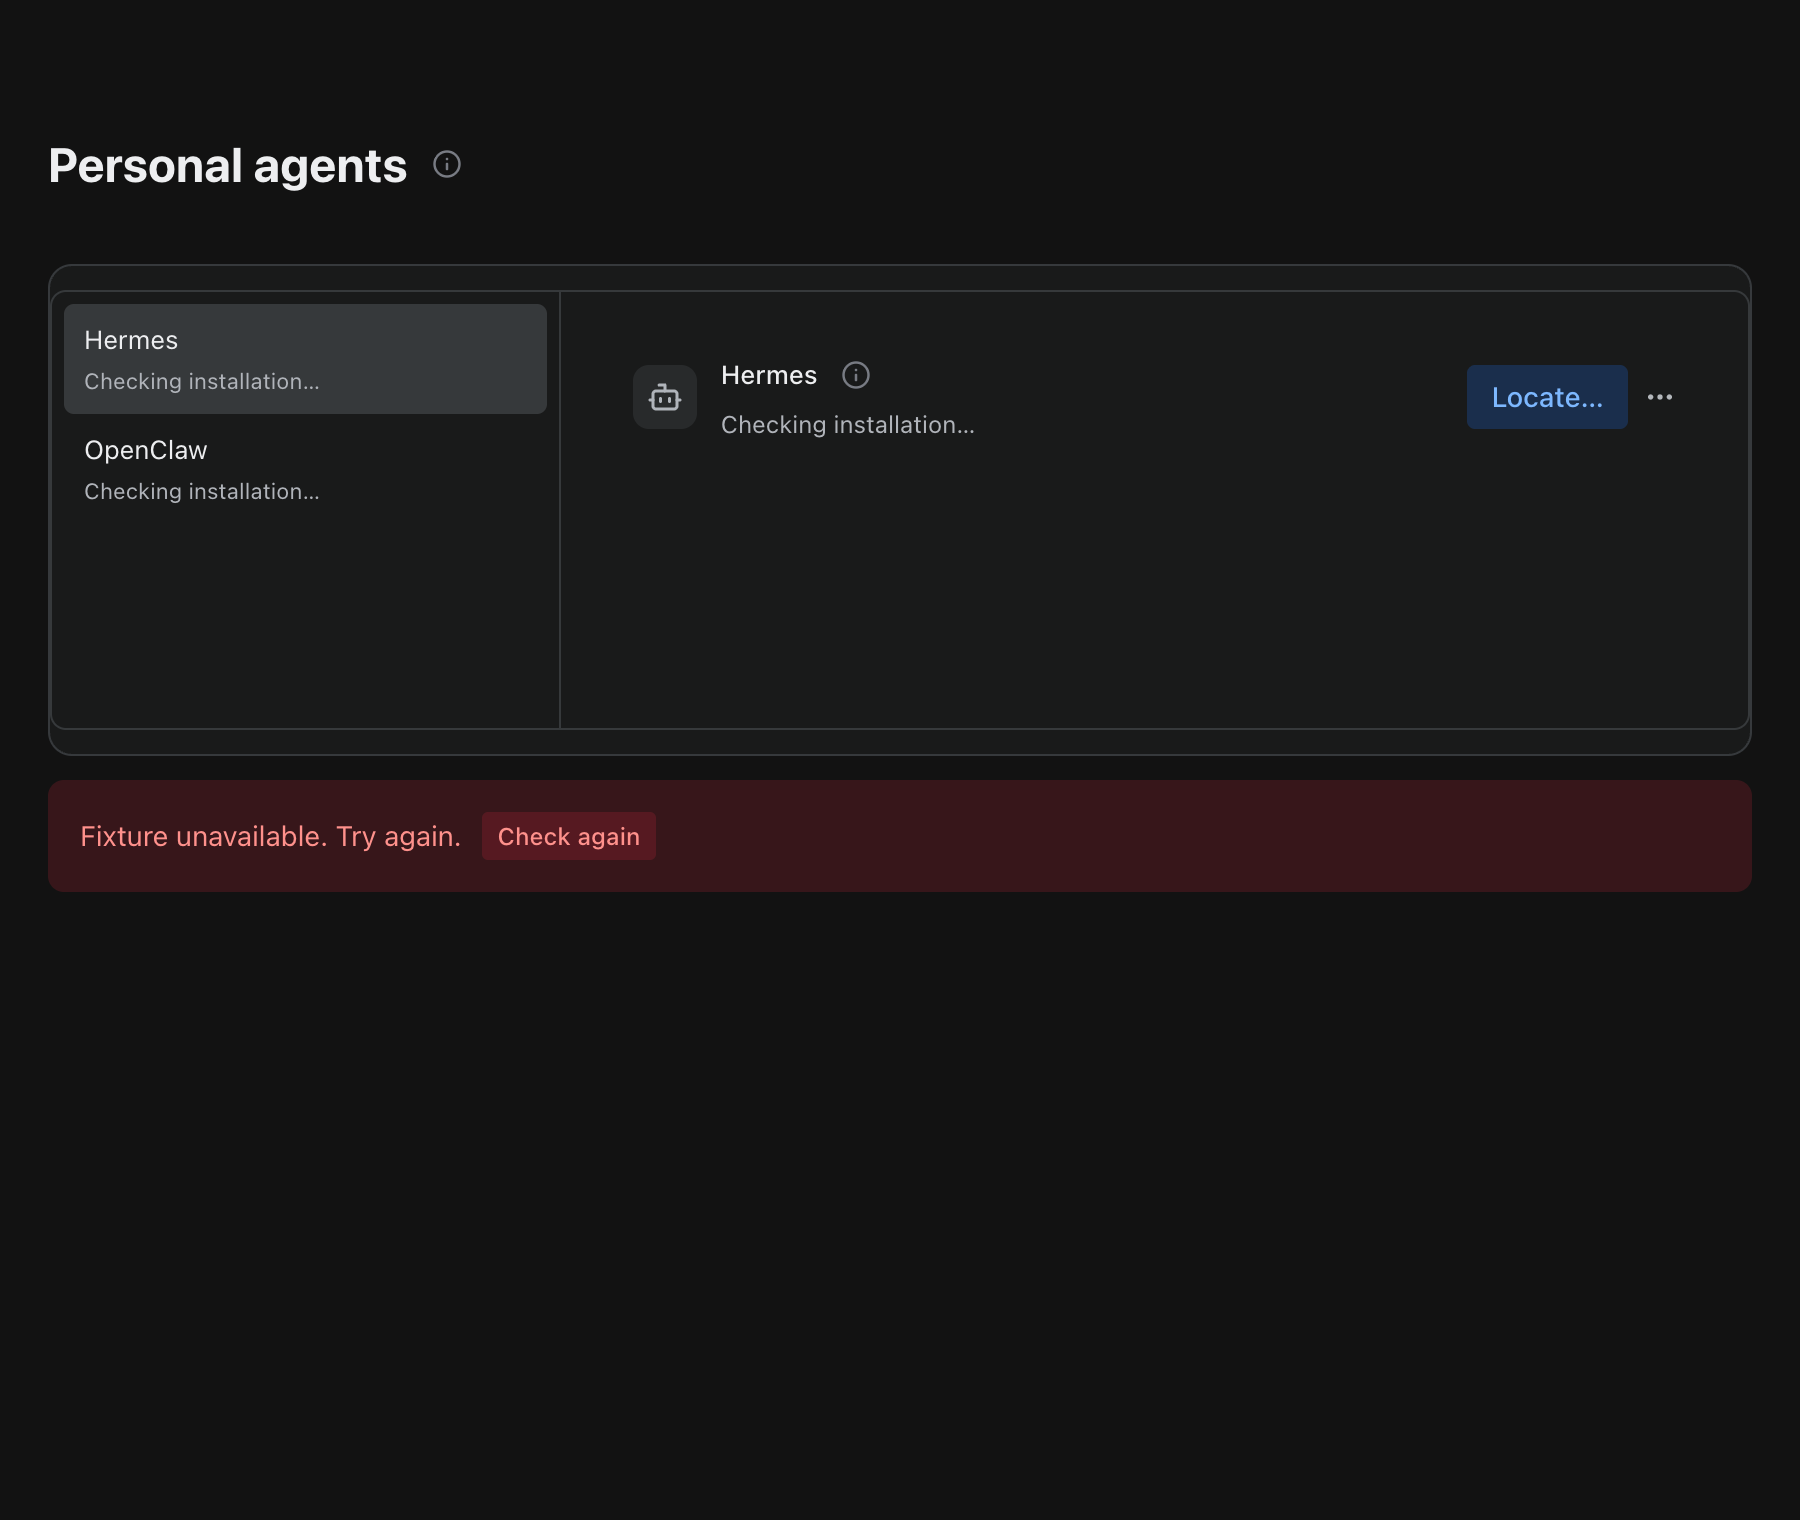 Personal agents
Hermes
Checking installation...
OpenClaw
Checking installation...
Hermes
Checking installation...
Locate...
Fixture unavailable. Try again.
Check again